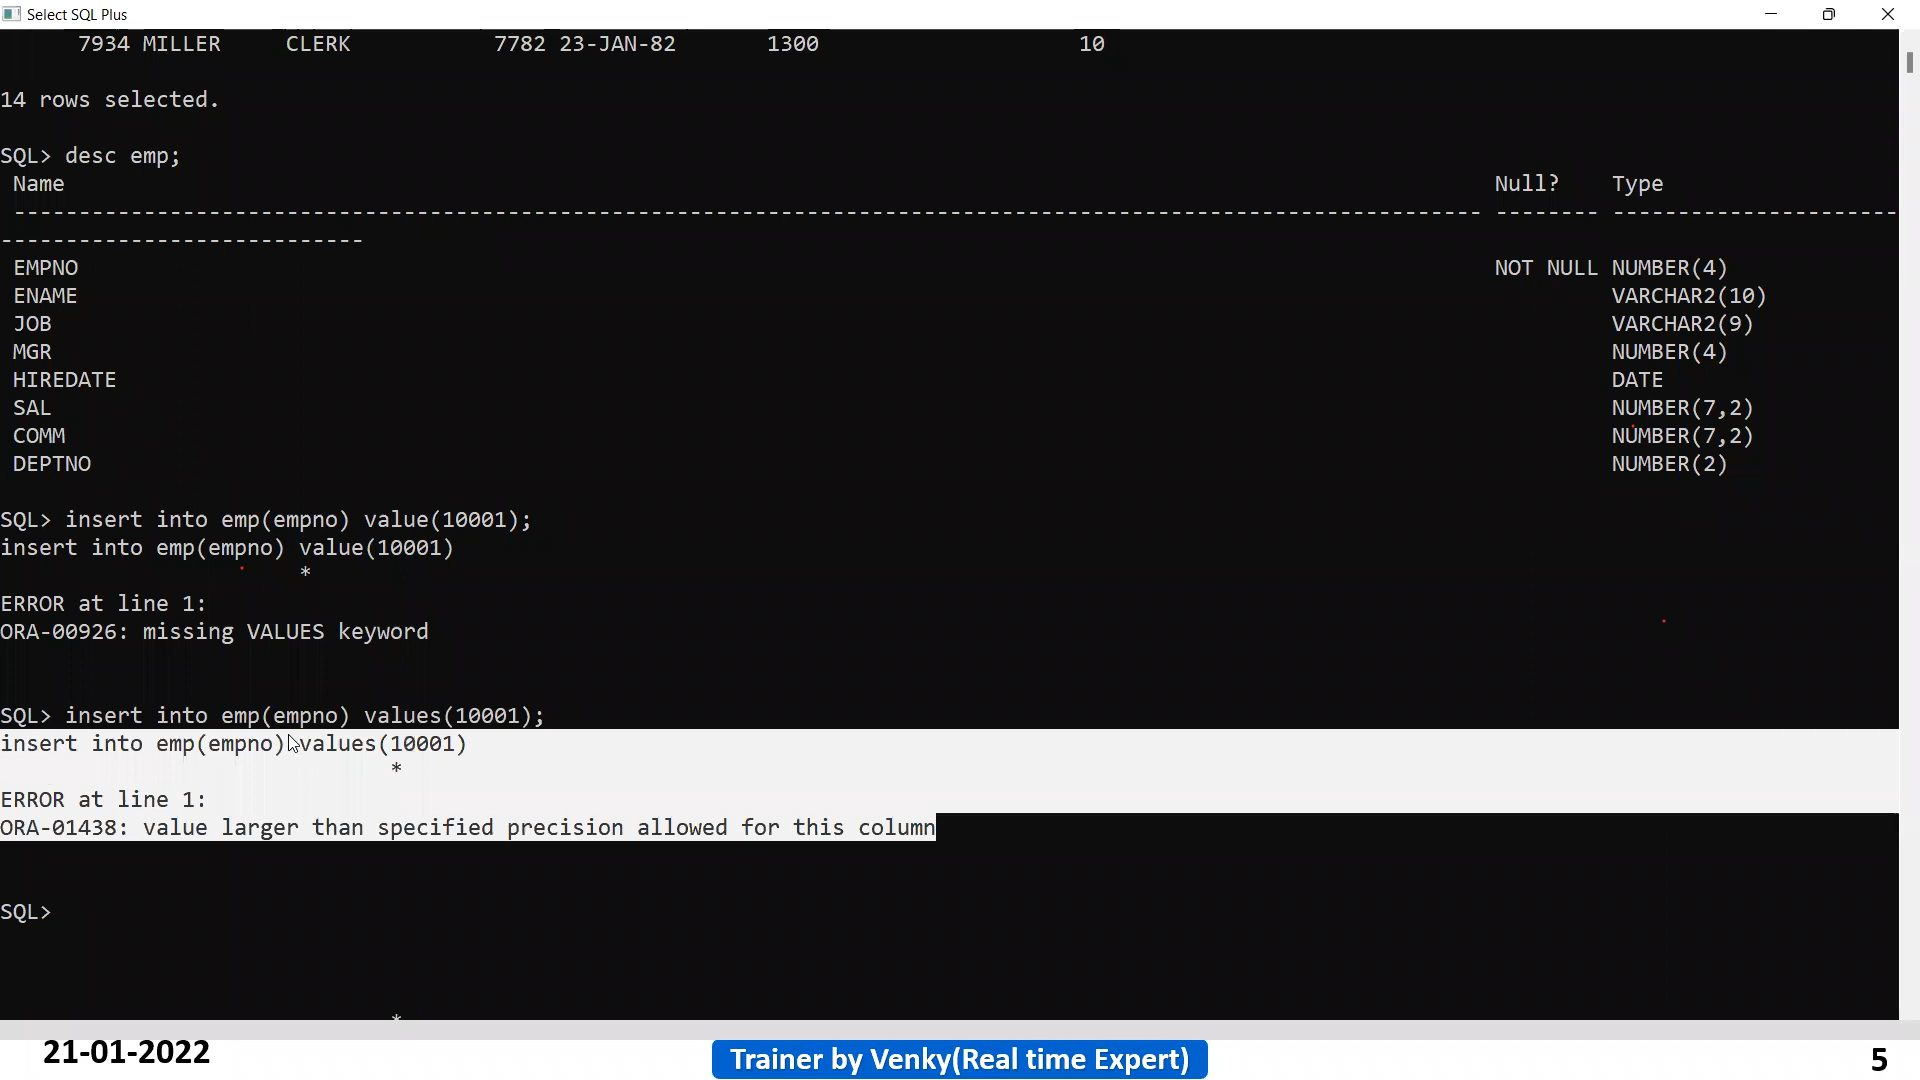 Select SQL Plus
7934 MILLER     CLERK           7782 23-JAN-82       1300                    10
14 rows selected.
SQL> desc emp;
Name Null? Type
----------------------------------------------------------------------------------------------------------------- -------- ----------------------
----------------------------
EMPNO NOT NULL NUMBER(4)
ENAME VARCHAR2(10)
JOB VARCHAR2(9)
MGR NUMBER(4)
HIREDATE DATE
SAL NUMBER(7,2)
COMM NUMBER(7,2)
DEPTNO NUMBER(2)
SQL> insert into emp(empno) value(10001);
insert into emp(empno) value(10001)
*
ERROR at line 1:
ORA-00926: missing VALUES keyword
SQL> insert into emp(empno) values(10001);
insert into emp(empno) values(10001)
*
ERROR at line 1:
ORA-01438: value larger than specified precision allowed for this column
SQL>
*
21-01-2022
Trainer by Venky(Real time Expert)
5